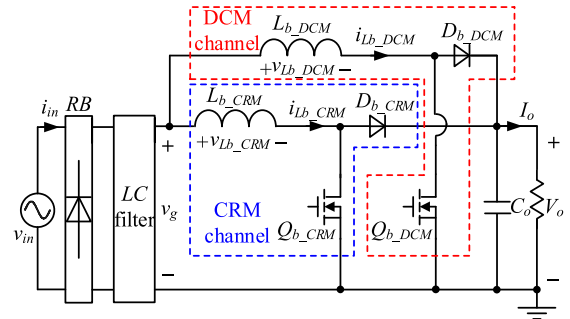 DCM
channel
L_b_DCM
i_Lb_DCM
D_b_DCM
+v_Lb_DCM−
L_b_CRM
i_Lb_CRM
D_b_CRM
+v_Lb_CRM−
i_in
RB
LC
filter
v_in
+
v_g
−
CRM
channel
Q_b_CRM
Q_b_DCM
I_o
+
C_o
V_o
−